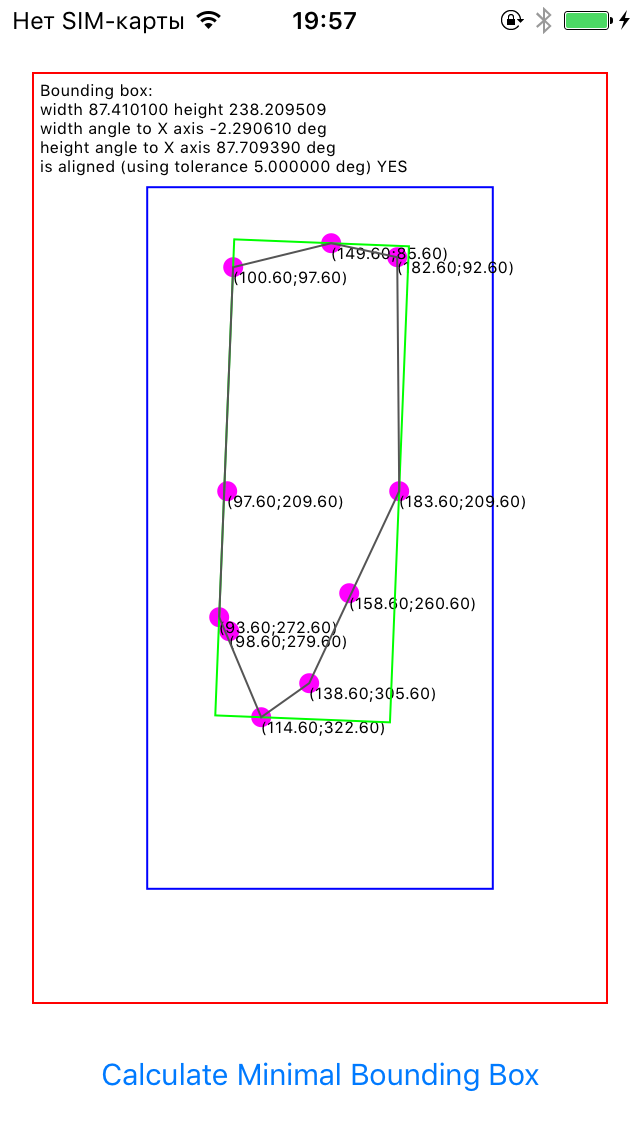 Нет SIM-карты 19:57
Bounding box:
width 87.410100 height 238.209509
width angle to X axis -2.290610 deg
height angle to X axis 87.709390 deg
is aligned (using tolerance 5.000000 deg) YES
(149.60;85.60)
(182.60;92.60)
(100.60;97.60)
(97.60;209.60)
(183.60;209.60)
(158.60;260.60)
(93.60;272.60)
(98.60;279.60)
(138.60;305.60)
(114.60;322.60)
Calculate Minimal Bounding Box